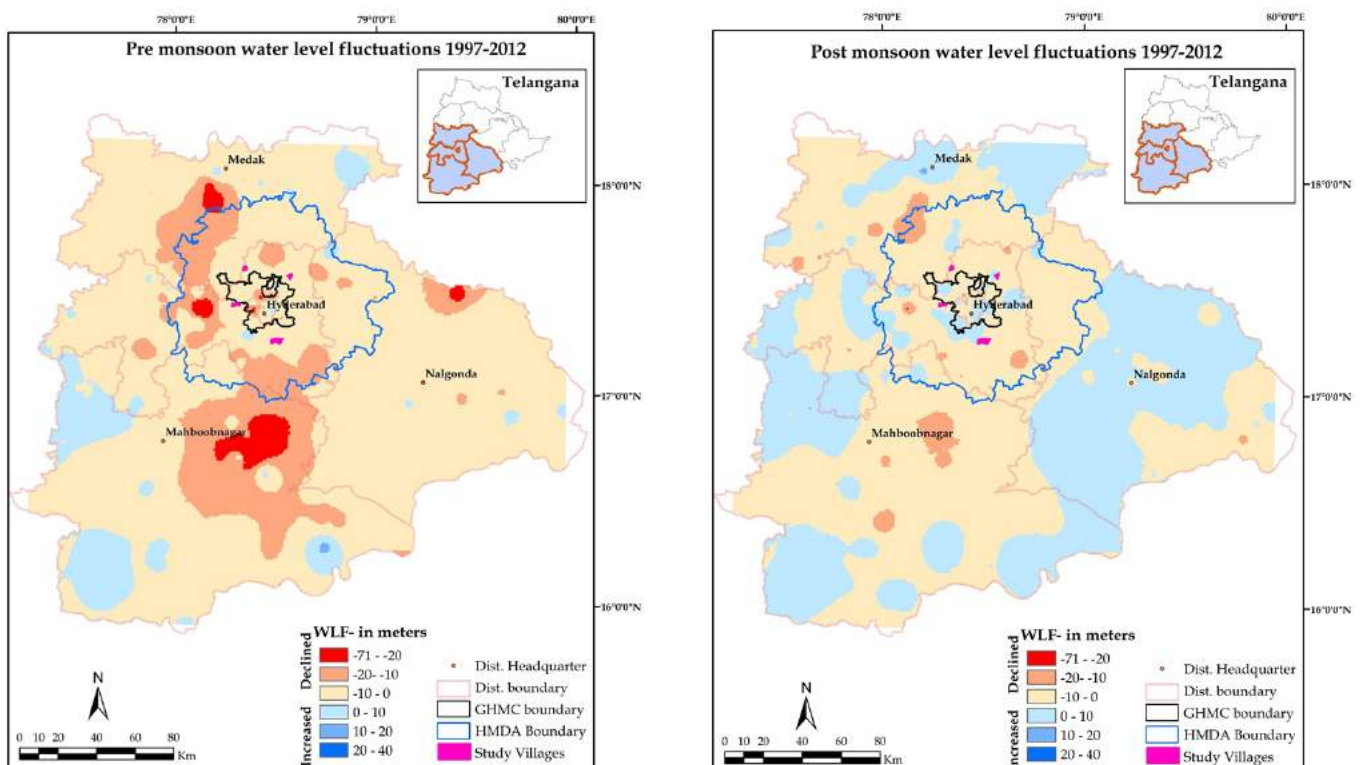 78°0'0"E 79°0'0"E 80°0'0"E
Pre monsoon water level fluctuations 1997-2012
Telangana
Medak
18°0'0"N
Hyderabad
Nalgonda
17°0'0"N
Mahboobnagar
16°0'0"N
WLF- in meters
Declined
Increased
-71 - -20
-20 - -10
-10 - 0
0 - 10
10 - 20
20 - 40
Dist. Headquarter
Dist. boundary
GHMC boundary
HMDA Boundary
Study Villages
N
0 10 20 40 60 80
Km
78°0'0"E 79°0'0"E 80°0'0"E
Post monsoon water level fluctuations 1997-2012
Telangana
Medak
18°0'0"N
Hyderabad
Nalgonda
17°0'0"N
Mahboobnagar
16°0'0"N
WLF- in meters
Declined
Increased
-71 - -20
-20 - -10
-10 - 0
0 - 10
10 - 20
20 - 40
Dist. Headquarter
Dist. boundary
GHMC boundary
HMDA Boundary
Study Villages
N
0 10 20 40 60 80
Km